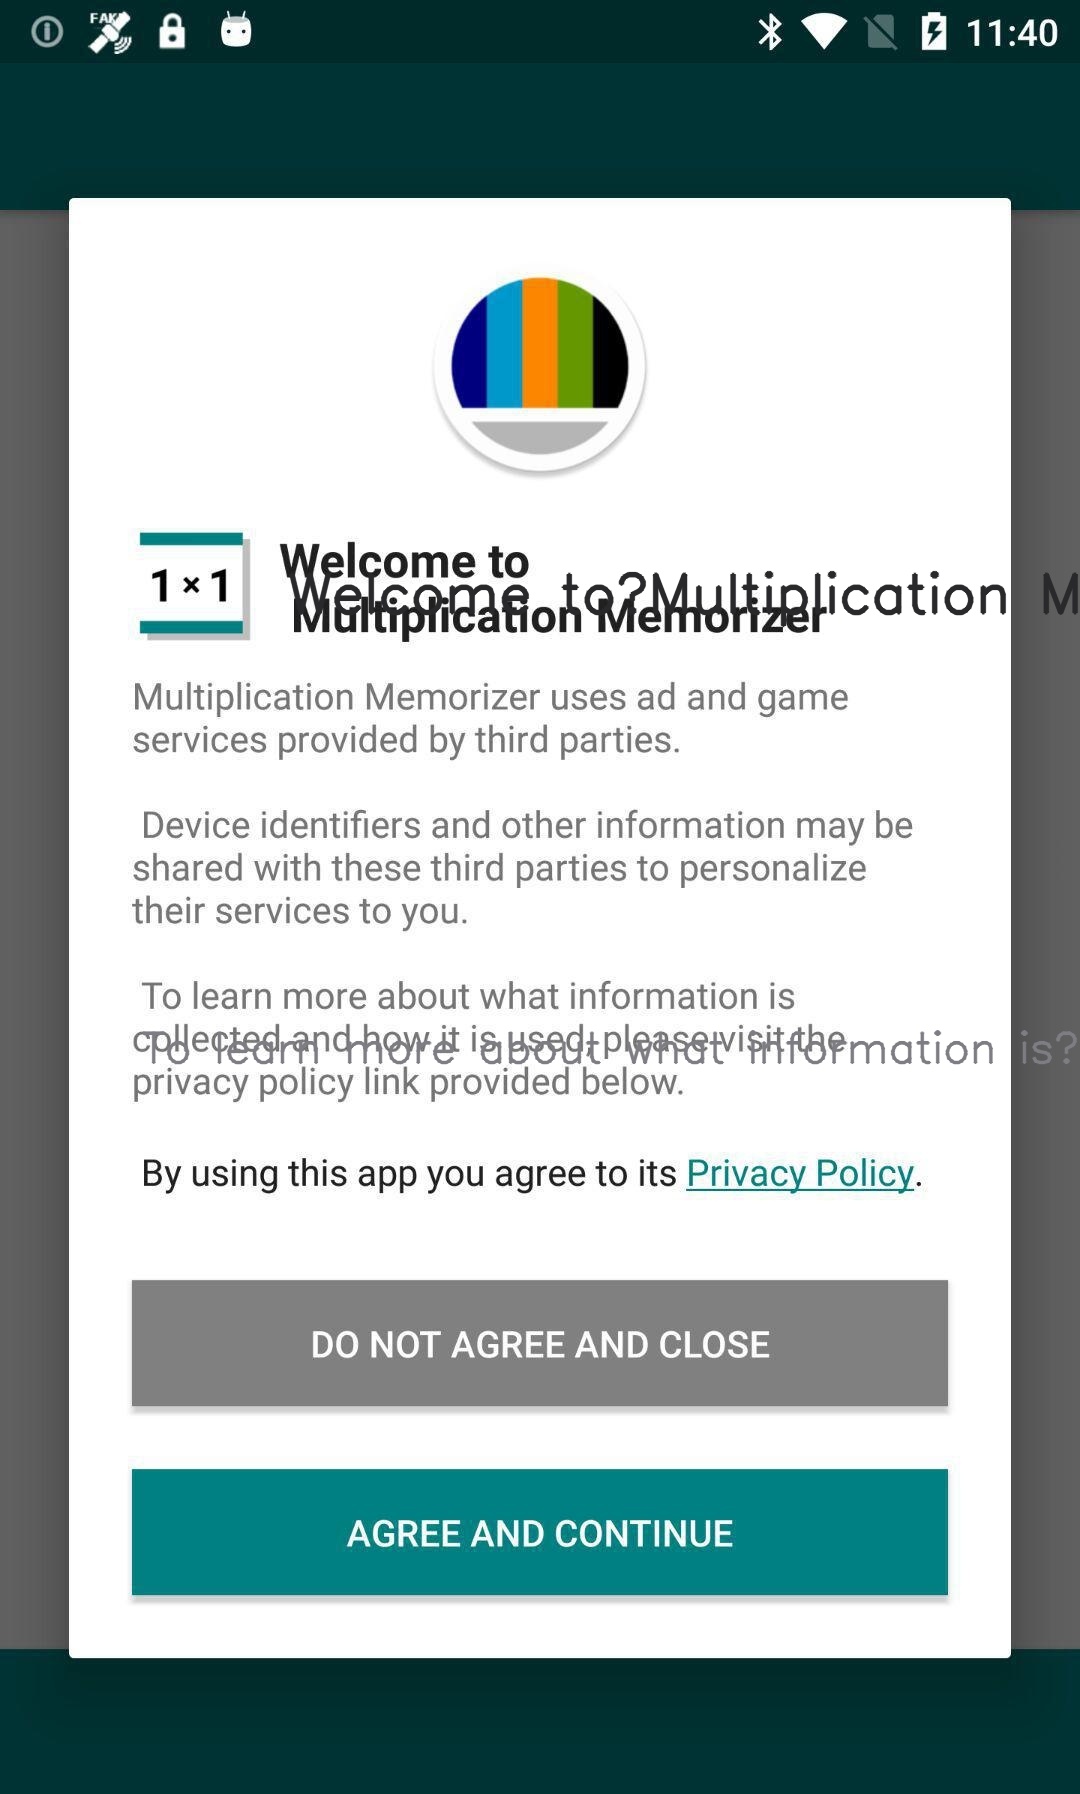 FAKE
11:40
1 × 1
Welcome to
Welcome to?Multiplication M
Multiplication Memorizer
Multiplication Memorizer uses ad and game
services provided by third parties.
Device identifiers and other information may be
shared with these third parties to personalize
their services to you.
To learn more about what information is
collected and how it is used, please visit the
To learn more about what information is?
privacy policy link provided below.
By using this app you agree to its Privacy Policy.
DO NOT AGREE AND CLOSE
AGREE AND CONTINUE